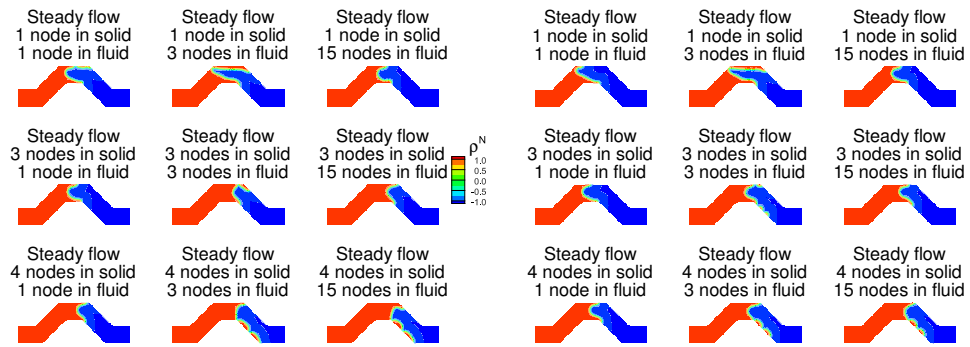 Steady flow
1 node in solid
1 node in fluid
Steady flow
1 node in solid
3 nodes in fluid
Steady flow
1 node in solid
15 nodes in fluid
Steady flow
1 node in solid
1 node in fluid
Steady flow
1 node in solid
3 nodes in fluid
Steady flow
1 node in solid
15 nodes in fluid
Steady flow
3 nodes in solid
1 node in fluid
Steady flow
3 nodes in solid
3 nodes in fluid
Steady flow
3 nodes in solid
15 nodes in fluid
ρᴺ
1.0
0.5
0.0
-0.5
-1.0
Steady flow
3 nodes in solid
1 node in fluid
Steady flow
3 nodes in solid
3 nodes in fluid
Steady flow
3 nodes in solid
15 nodes in fluid
Steady flow
4 nodes in solid
1 node in fluid
Steady flow
4 nodes in solid
3 nodes in fluid
Steady flow
4 nodes in solid
15 nodes in fluid
Steady flow
4 nodes in solid
1 node in fluid
Steady flow
4 nodes in solid
3 nodes in fluid
Steady flow
4 nodes in solid
15 nodes in fluid